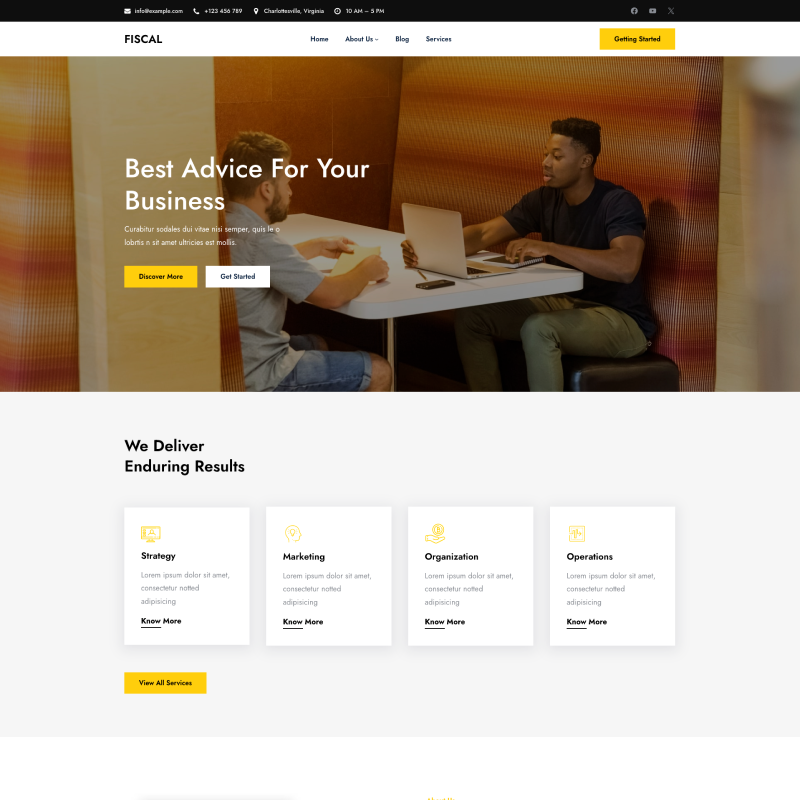 info@example.com +123 456 789 Charlottesville, Virginia 10 AM – 5 PM
FISCAL Home About Us Blog Services Getting Started
Best Advice For Your
Business
Curabitur sodales dui vitae nisi semper, quis le o
lobrtis n sit amet ultricies est mollis.
Discover More Get Started
We Deliver
Enduring Results
Strategy
Lorem ipsum dolor sit amet,
consectetur notted
adipisicing
Know More
Marketing
Lorem ipsum dolor sit amet,
consectetur notted
adipisicing
Know More
Organization
Lorem ipsum dolor sit amet,
consectetur notted
adipisicing
Know More
Operations
Lorem ipsum dolor sit amet,
consectetur notted
adipisicing
Know More
View All Services